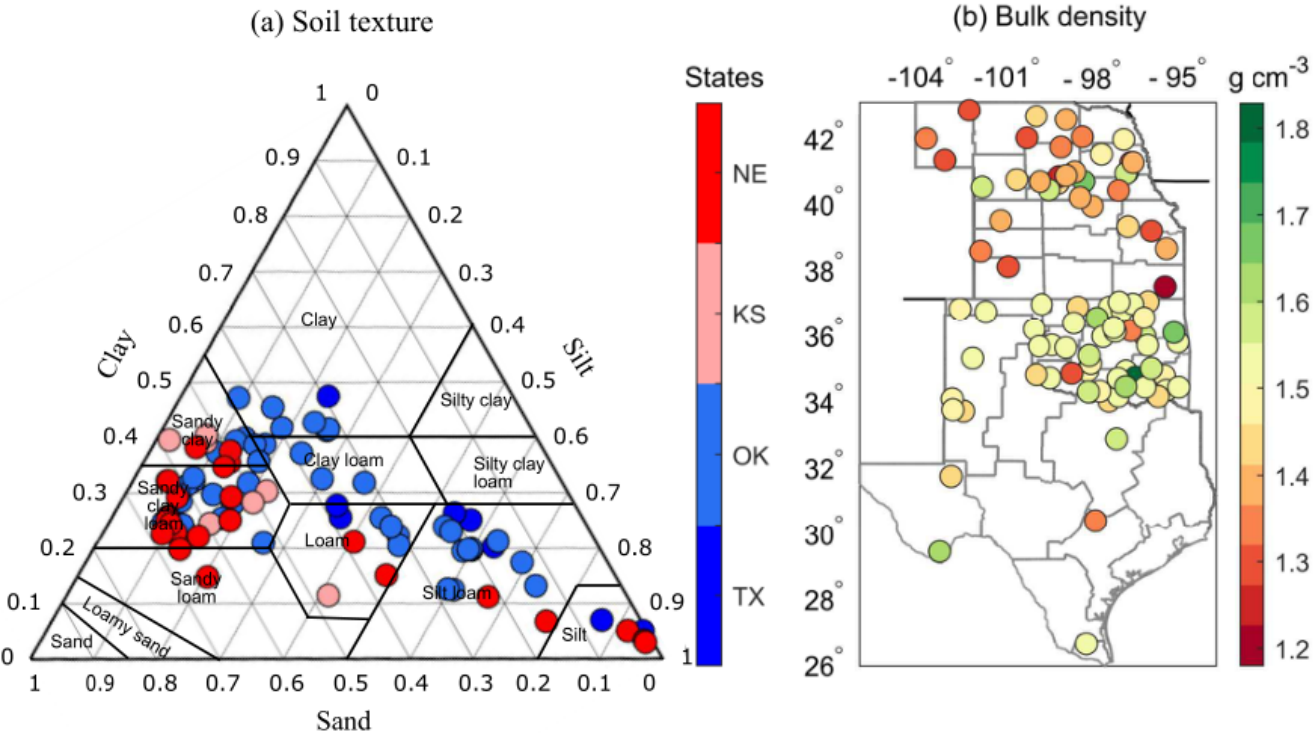 (a) Soil texture
(b) Bulk density
States
-104° -101° -98° -95°
g cm-3
1 0
0.9 0.1
0.8 0.2
0.7 0.3
0.6 0.4
0.5 0.5
0.4 0.6
0.3 0.7
0.2 0.8
0.1 0.9
0 1
Clay
Silt
Clay
Silty clay
Sandy
clay
Clay loam
Silty clay
loam
Sandy
clay
loam
Loam
Sandy
loam
Silt loam
Loamy sand
Sand
Silt
1 0.9 0.8 0.7 0.6 0.5 0.4 0.3 0.2 0.1 0
Sand
NE
KS
OK
TX
42°
40°
38°
36°
34°
32°
30°
28°
26°
1.8
1.7
1.6
1.5
1.4
1.3
1.2